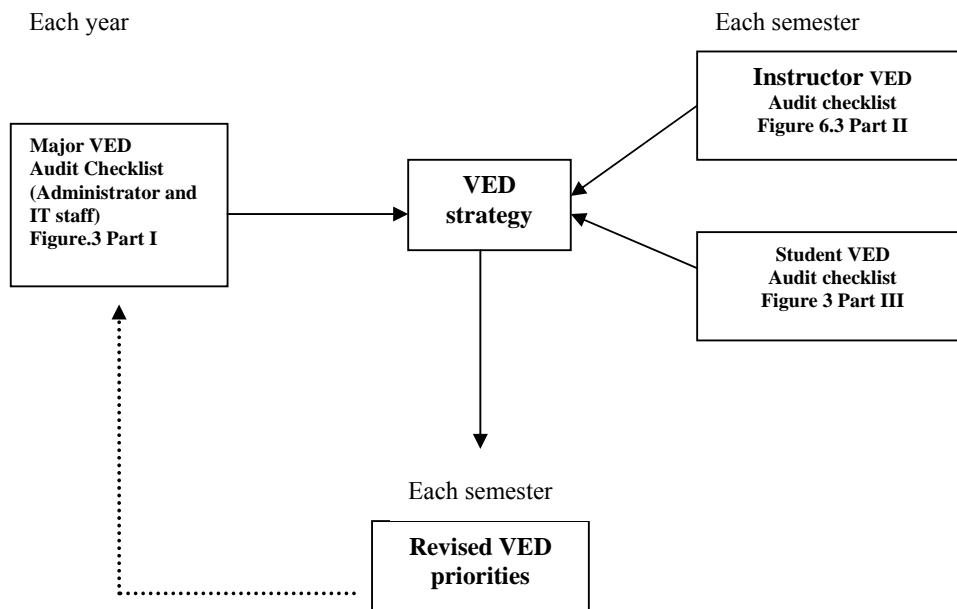 Each year
Each semester
Instructor VED
Audit checklist
Figure 6.3 Part II
Major VED
Audit Checklist
(Administrator and
IT staff)
Figure.3 Part I
VED
strategy
Student VED
Audit checklist
Figure 3 Part III
Each semester
Revised VED
priorities